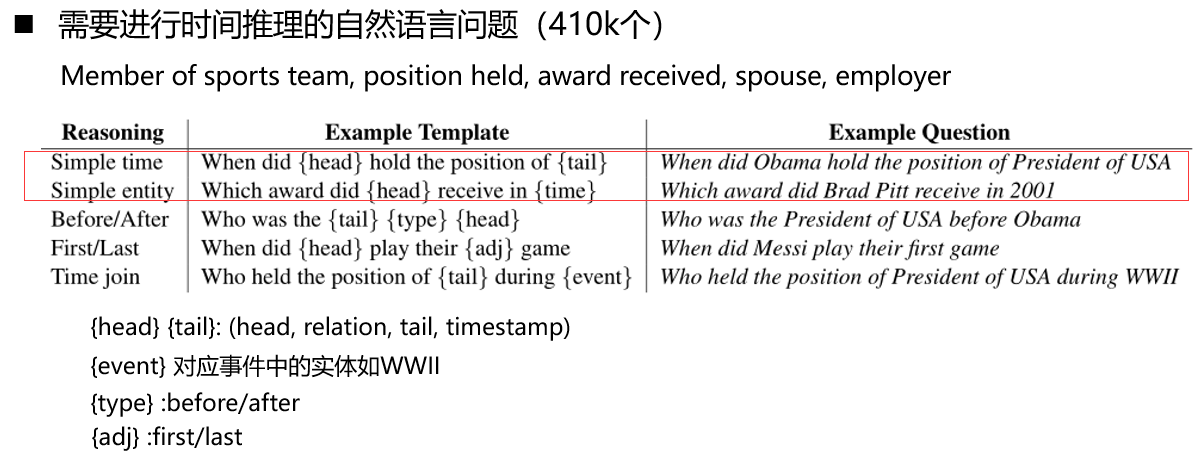 ■ 需要进行时间推理的自然语言问题（410k个）
Member of sports team, position held, award received, spouse, employer
Reasoning Example Template Example Question
Simple time When did {head} hold the position of {tail} When did Obama hold the position of President of USA
Simple entity Which award did {head} receive in {time} Which award did Brad Pitt receive in 2001
Before/After Who was the {tail} {type} {head} Who was the President of USA before Obama
First/Last When did {head} play their {adj} game When did Messi play their first game
Time join Who held the position of {tail} during {event} Who held the position of President of USA during WWII
{head} {tail}: (head, relation, tail, timestamp)
{event} 对应事件中的实体如WWII
{type} :before/after
{adj} :first/last